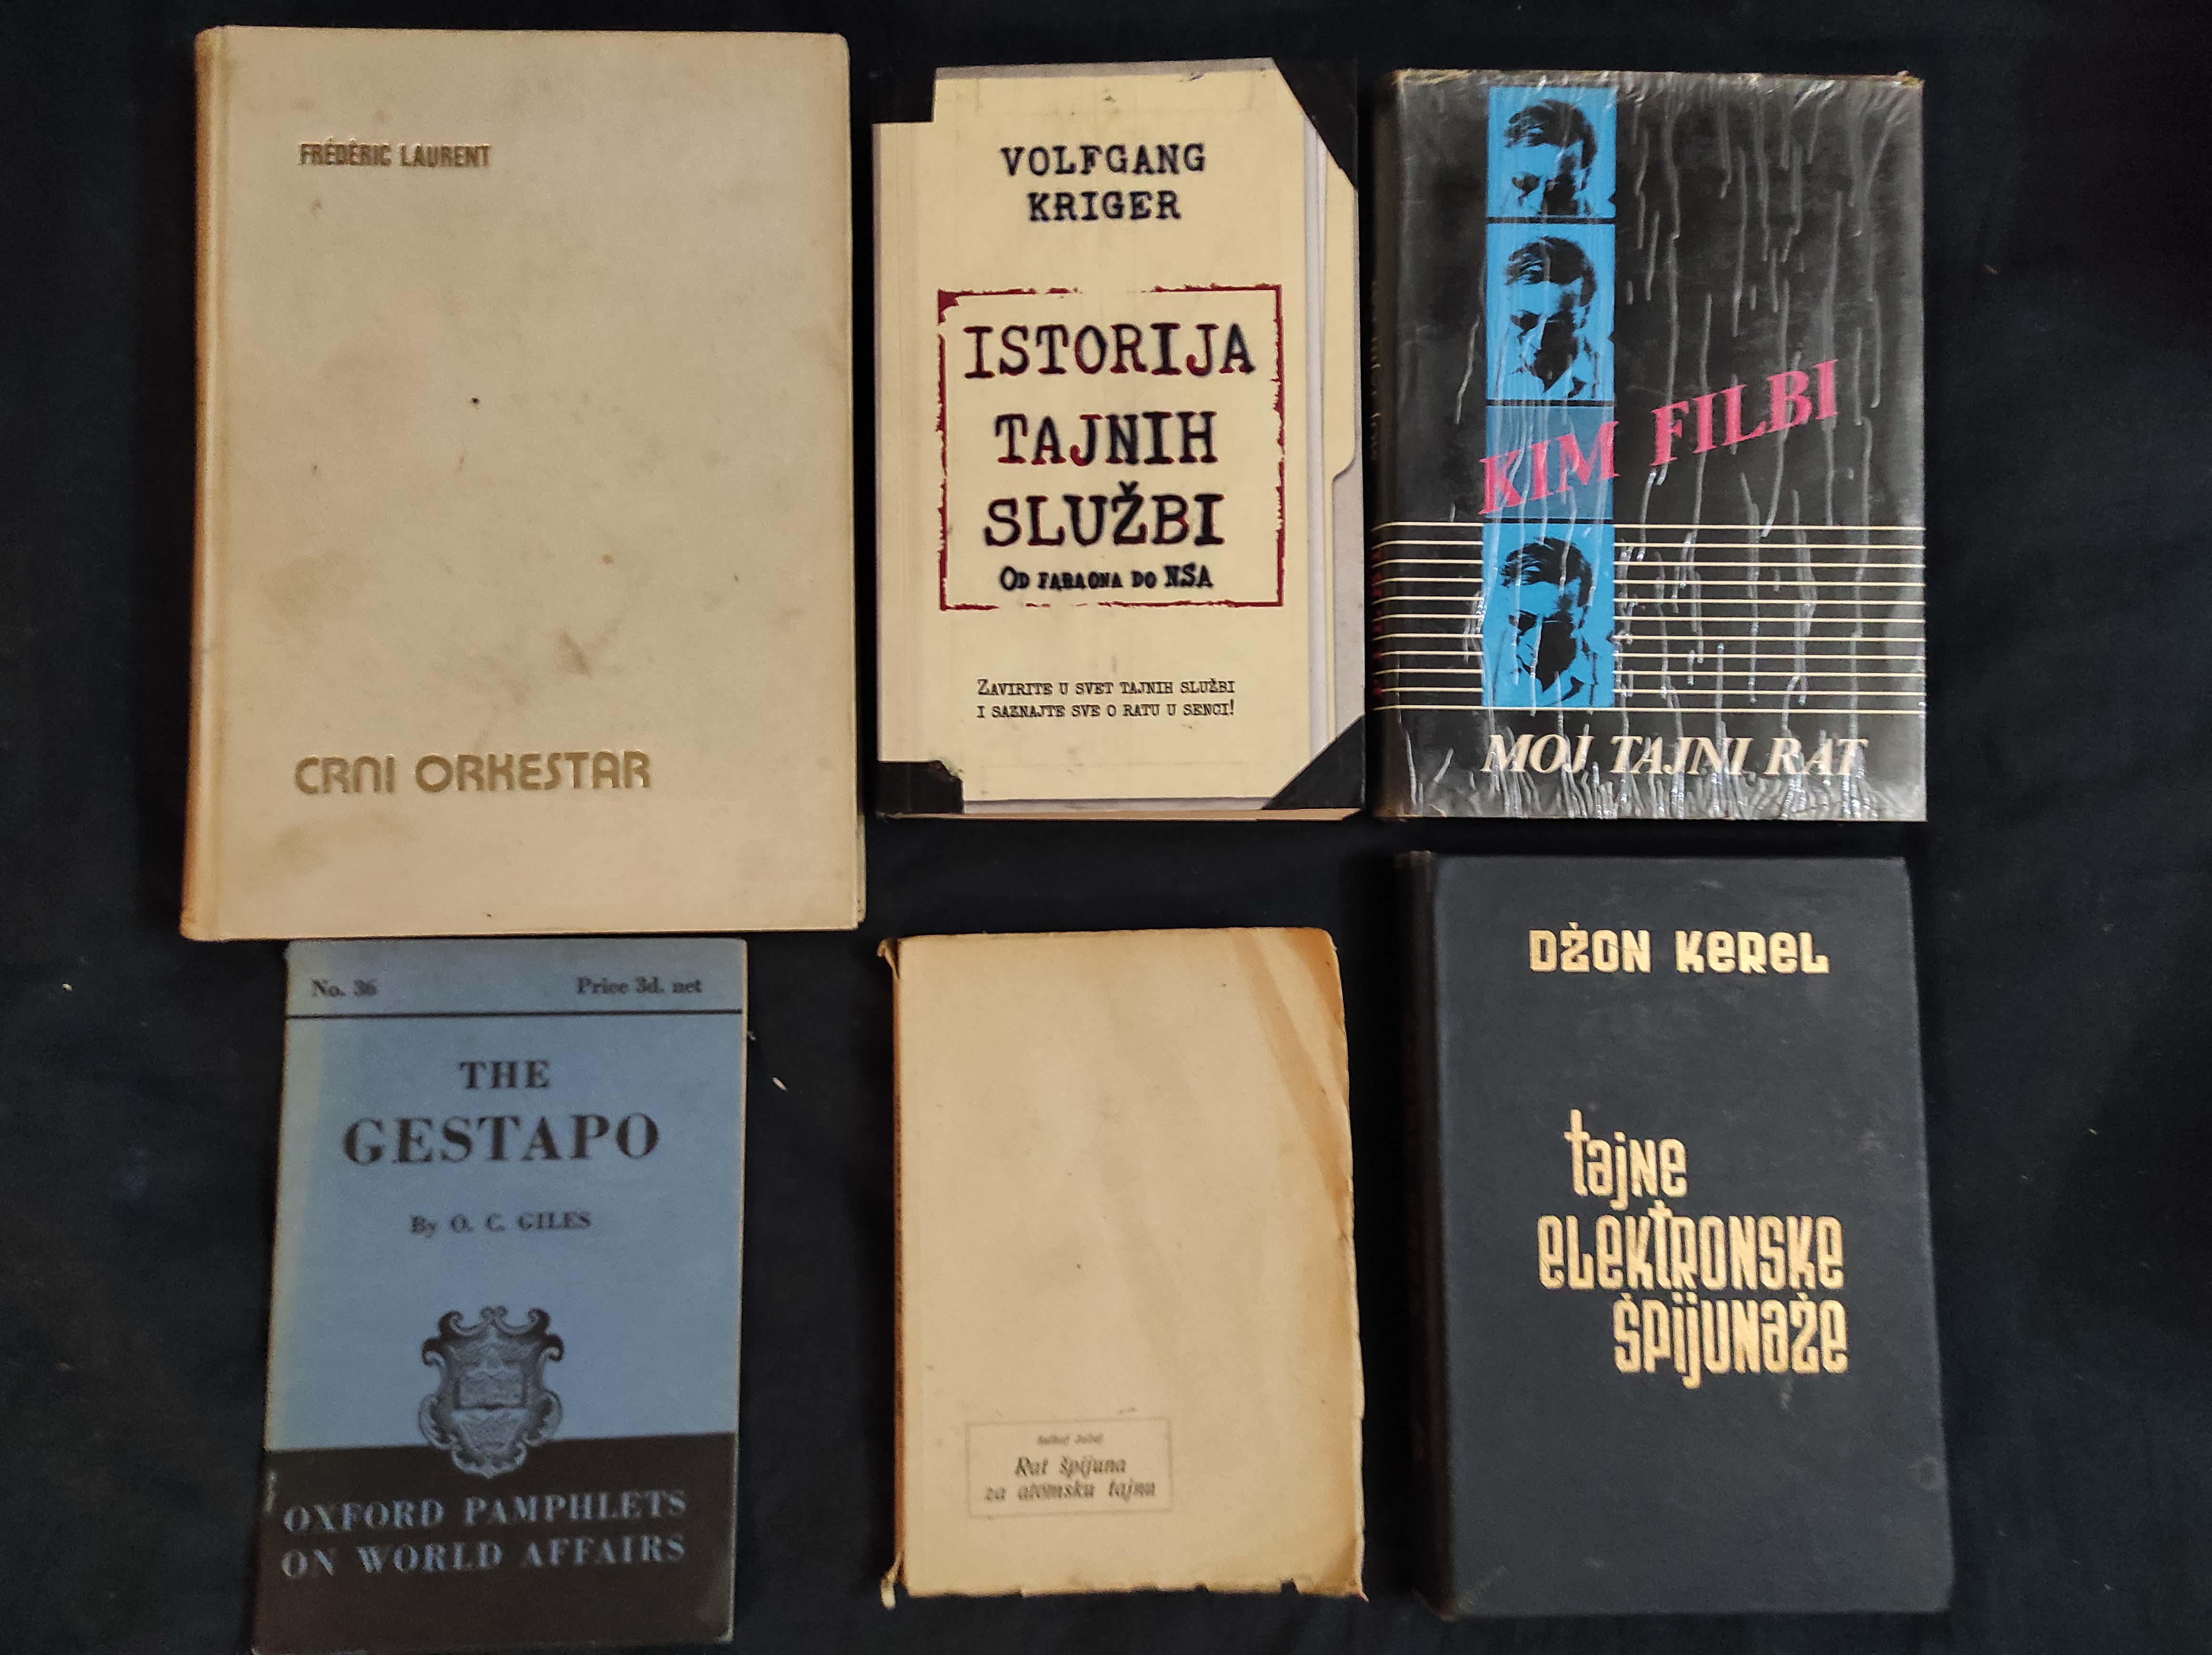 FRÉDÉRIC LAURENT
CRNI ORKESTAR
VOLFGANG
KRIGER
ISTORIJA
TAJNIH
SLUŽBI
OD FARAONA DO NSA
ZAVIRITE U SVET TAJNIH SLUŽBI
I SAZNAJTE SVE O RATU U SENCI!
KIM FILBI
MOJ TAJNI RAT
No. 36 Price 3d. net
THE
GESTAPO
By O. C. GILES
OXFORD PAMPHLETS
ON WORLD AFFAIRS
Rat špijuna
za atomsku tajnu
DŽON KEREL
tajne
eLektRONSke
špijUNaže